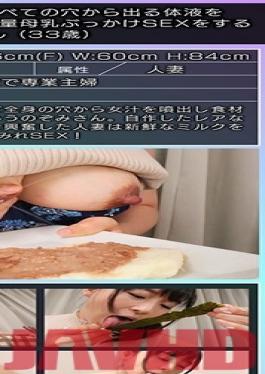 べての穴から出る体液を
量母乳ぶっかけSEXをする
(33歳)
cm(F) W:60cm H:84cm
属性 人妻
で専業主婦
全身の穴から女汁を噴出し食材
うのぞみさん。自作したレアな
興奮した人妻は新鮮なミルクを
みれSEX!